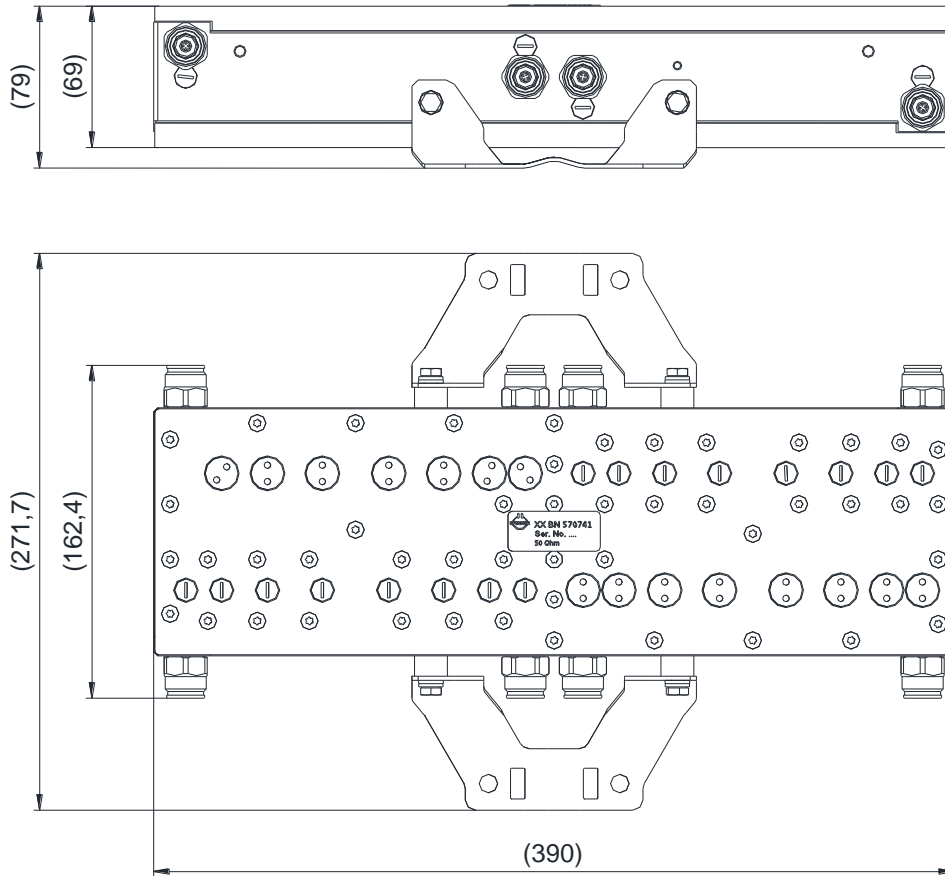 (79)
(69)
(271,7)
(162,4)
XX BN 570741
Ser. No. ....
50 Ohm
(390)